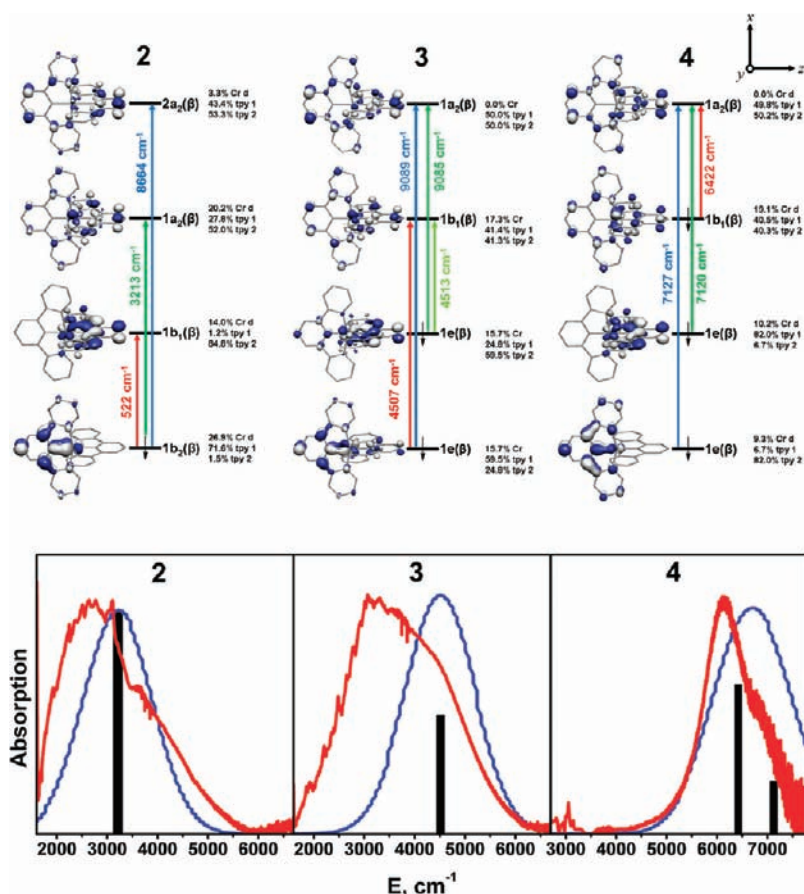 2
3
4
x
y
z
2a₂(β)
3.3% Cr d
43.4% tpy 1
53.3% tpy 2
8664 cm⁻¹
1a₂(β)
20.2% Cr d
27.8% tpy 1
52.0% tpy 2
3213 cm⁻¹
1b₁(β)
14.0% Cr d
1.2% tpy 1
84.8% tpy 2
522 cm⁻¹
1b₂(β)
26.9% Cr d
71.6% tpy 1
1.5% tpy 2
1a₂(β)
0.0% Cr
50.0% tpy 1
50.0% tpy 2
9089 cm⁻¹
9085 cm⁻¹
1b₁(β)
17.3% Cr
41.4% tpy 1
41.3% tpy 2
4513 cm⁻¹
1e(β)
15.7% Cr
24.8% tpy 1
59.5% tpy 2
4507 cm⁻¹
1e(β)
15.7% Cr
59.5% tpy 1
24.8% tpy 2
1a₂(β)
0.0% Cr d
49.8% tpy 1
50.2% tpy 2
6422 cm⁻¹
1b₁(β)
19.1% Cr d
40.5% tpy 1
40.3% tpy 2
7127 cm⁻¹
7120 cm⁻¹
1e(β)
10.2% Cr d
82.0% tpy 1
6.7% tpy 2
1e(β)
9.3% Cr d
6.7% tpy 1
82.0% tpy 2
2
3
4
Absorption
2000 3000 4000 5000 6000
2000 3000 4000 5000 6000
3000 4000 5000 6000 7000
E, cm⁻¹